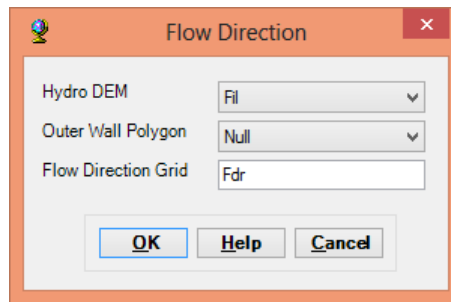 Flow Direction
Hydro DEM Fil
Outer Wall Polygon Null
Flow Direction Grid Fdr
OK Help Cancel